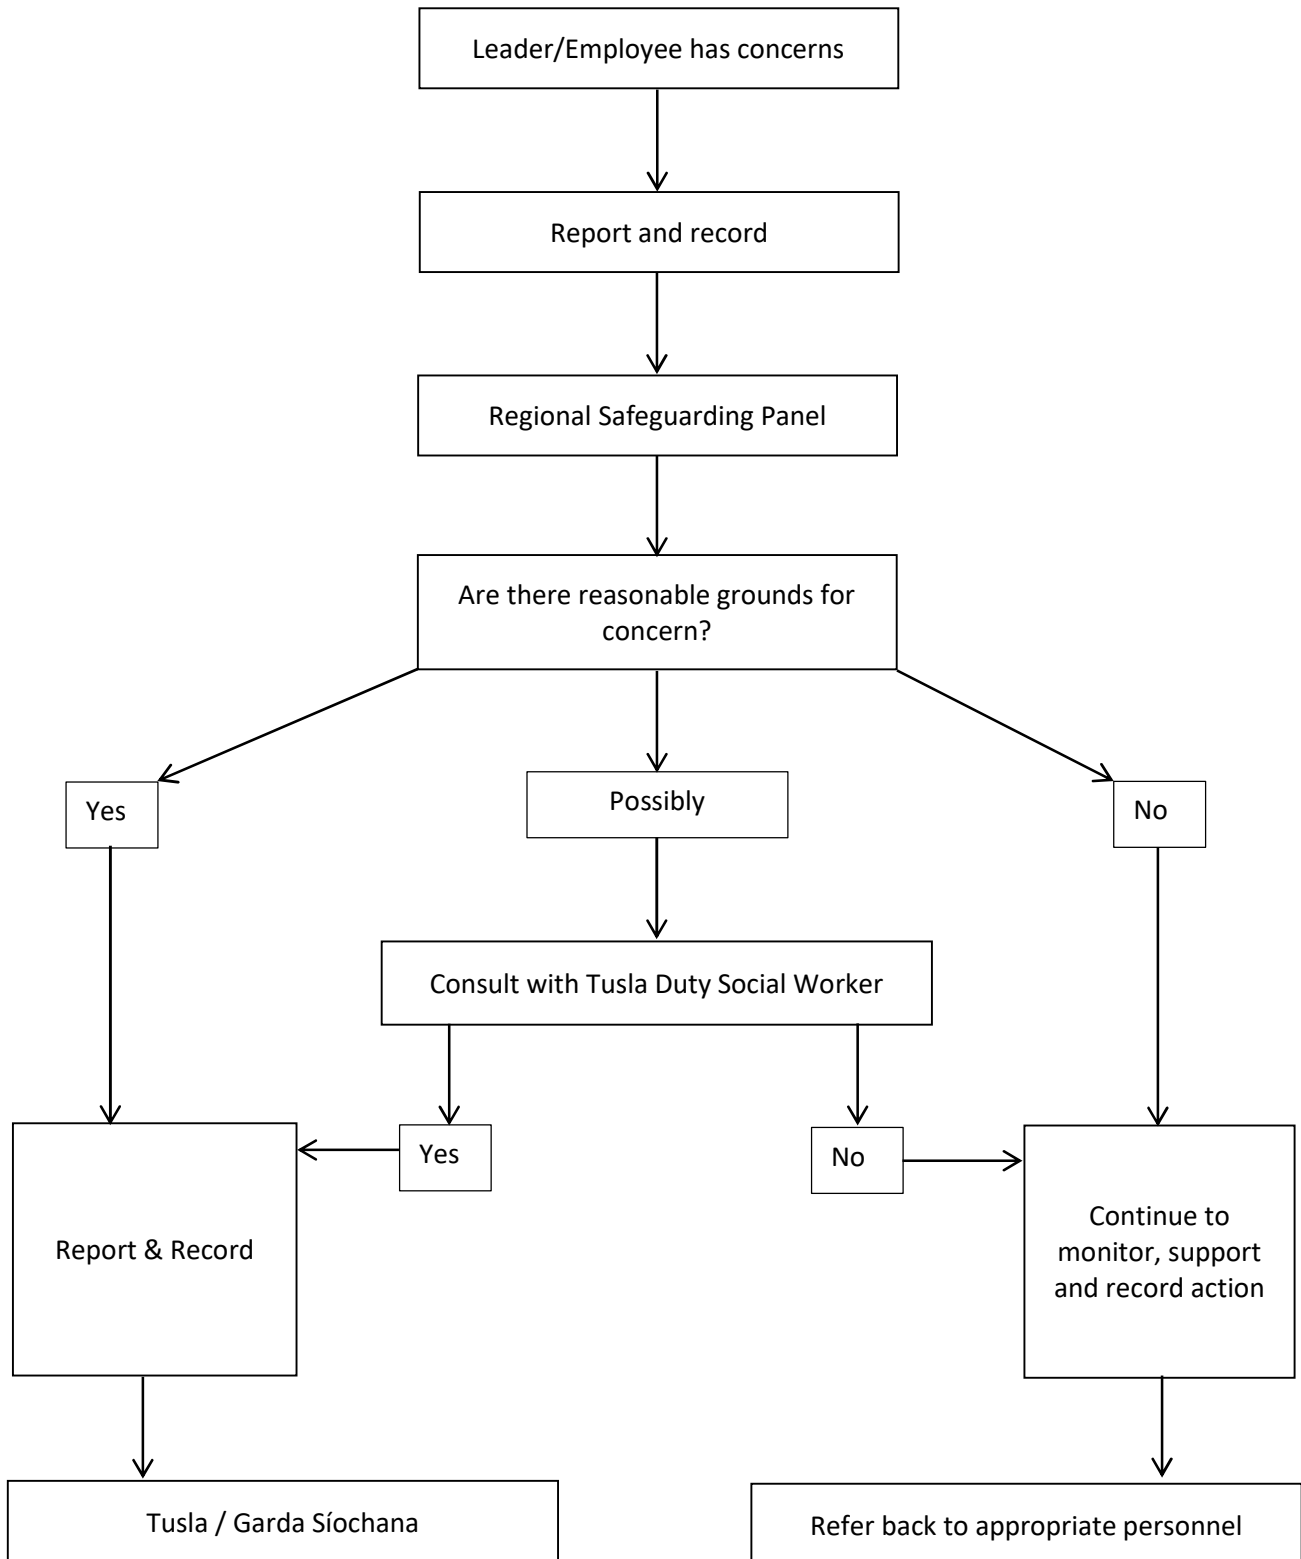 Leader/Employee has concerns
Report and record
Regional Safeguarding Panel
Are there reasonable grounds for
concern?
Yes
Possibly
No
Consult with Tusla Duty Social Worker
Yes
No
Report & Record
Continue to
monitor, support
and record action
Tusla / Garda Síochana
Refer back to appropriate personnel